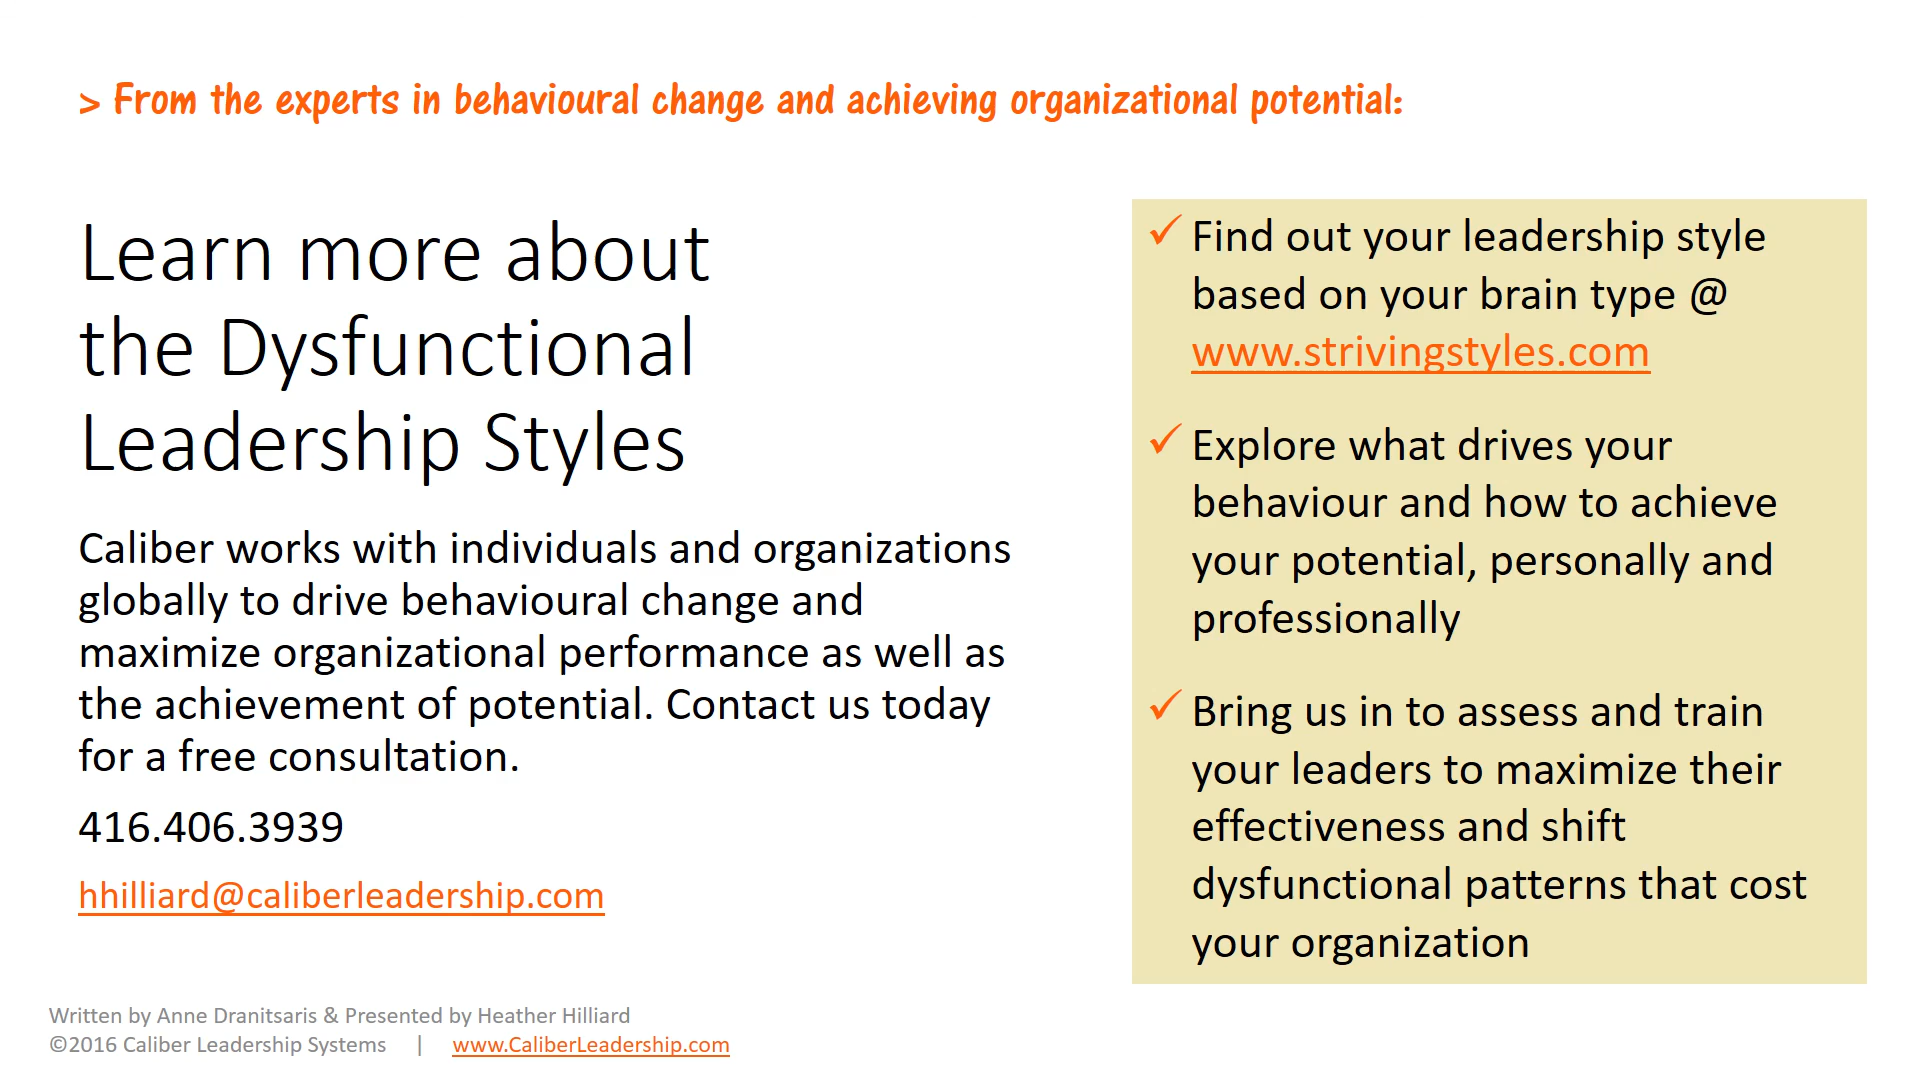 > From the experts in behavioural change and achieving organizational potential:
Learn more about
the Dysfunctional
Leadership Styles
Caliber works with individuals and organizations
globally to drive behavioural change and
maximize organizational performance as well as
the achievement of potential. Contact us today
for a free consultation.
416.406.3939
hhilliard@caliberleadership.com
✓ Find out your leadership style
based on your brain type @
www.strivingstyles.com
✓ Explore what drives your
behaviour and how to achieve
your potential, personally and
professionally
✓ Bring us in to assess and train
your leaders to maximize their
effectiveness and shift
dysfunctional patterns that cost
your organization
Written by Anne Dranitsaris & Presented by Heather Hilliard
©2016 Caliber Leadership Systems | www.CaliberLeadership.com